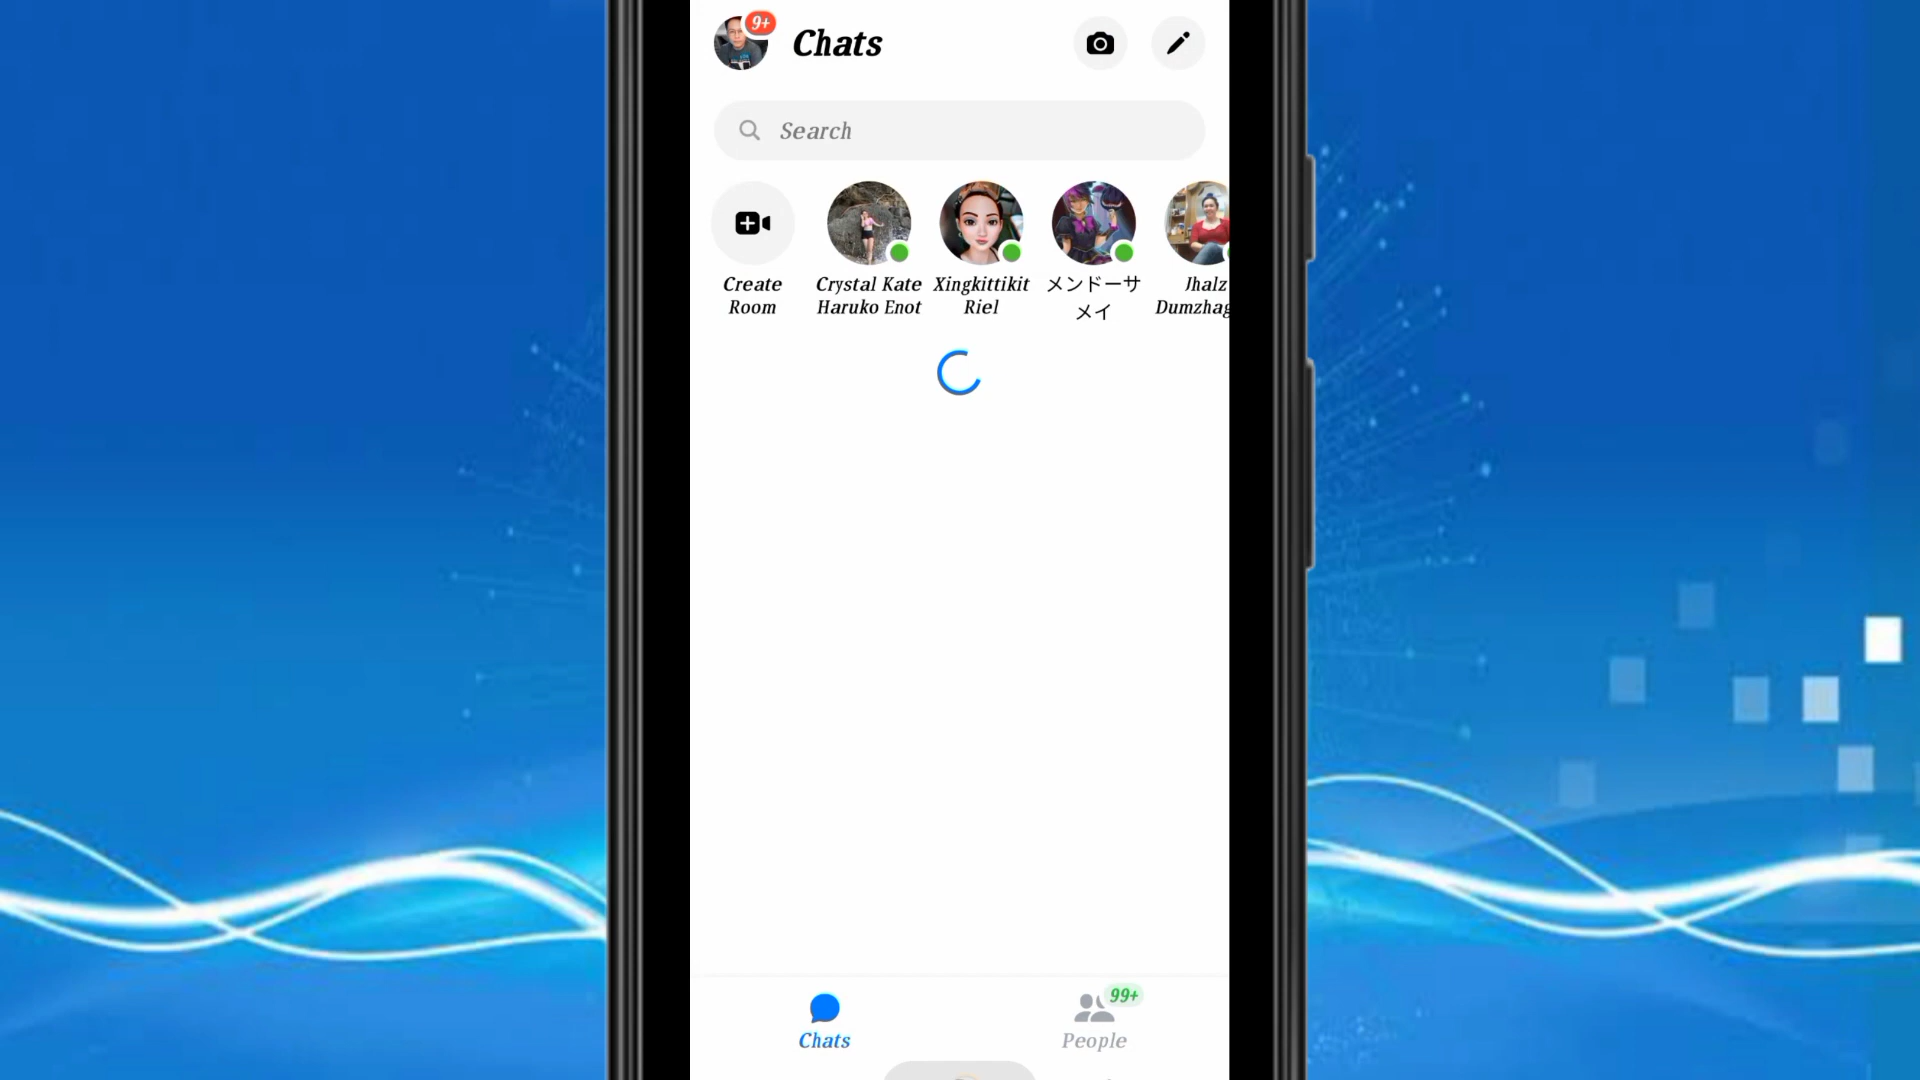 9+
Chats
Search
Create
Room
Crystal Kate
Haruko Enot
Xingkittikit
Riel
メンドーサ
メイ
Jhalz
Dumzhag
Chats
99+
People